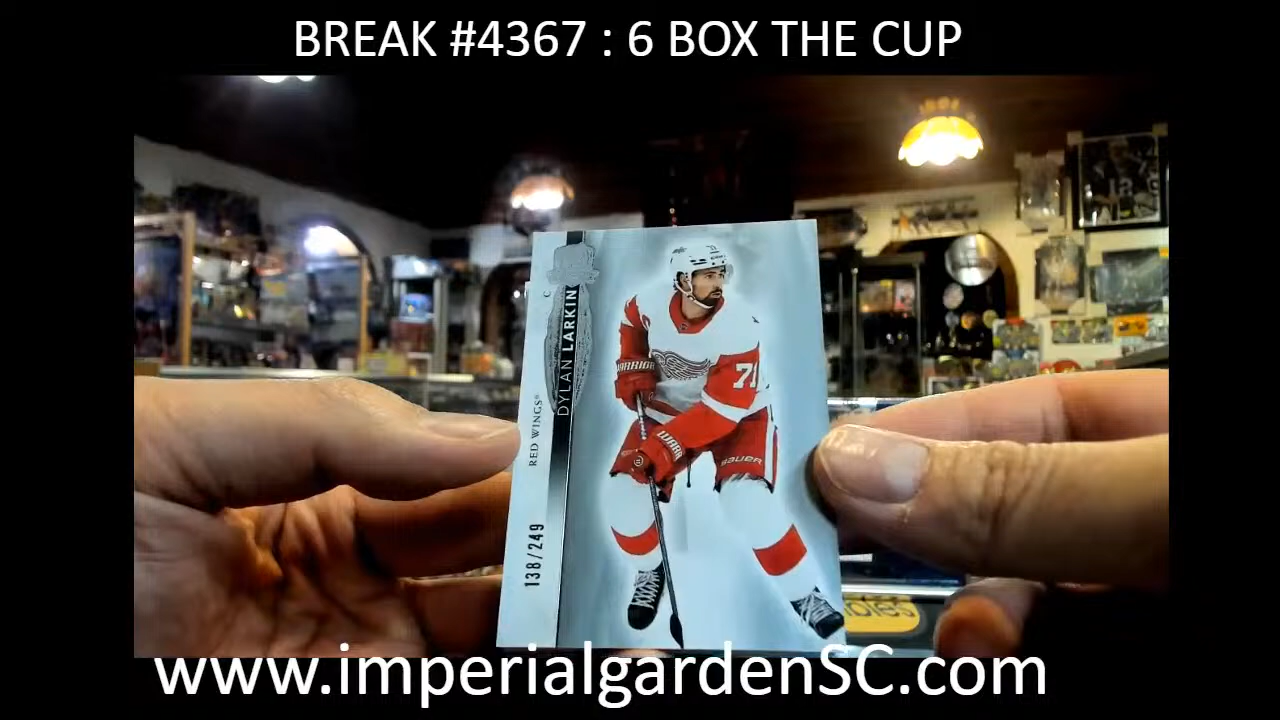 BREAK #4367 : 6 BOX THE CUP
DYLAN LARKIN
RED WINGS®
138/249
C
71
WARRIOR
BAUER
www.imperialgardenSC.com